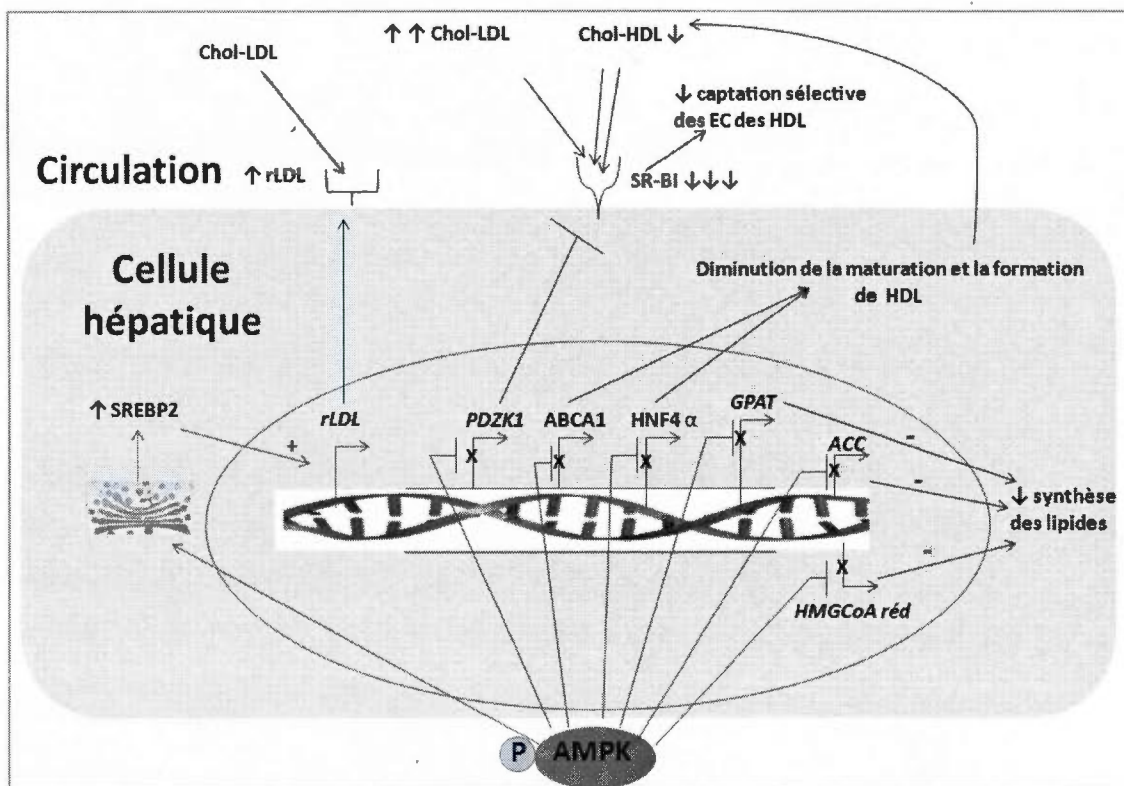 ↑ ↑ Chol-LDL
Chol-HDL ↓
Chol-LDL
↓ captation sélective
des EC des HDL
Circulation
↑ rLDL
SR-BI ↓ ↓ ↓
Cellule
hépatique
Diminution de la maturation et la formation
de HDL
↑ SREBP2
+
rLDL
PDZK1
ABCA1
HNF4 α
GPAT
ACC
X
X
X
X
X
-
-
-
↓ synthèse
des lipides
X
HMGCoA réd
P
AMPK